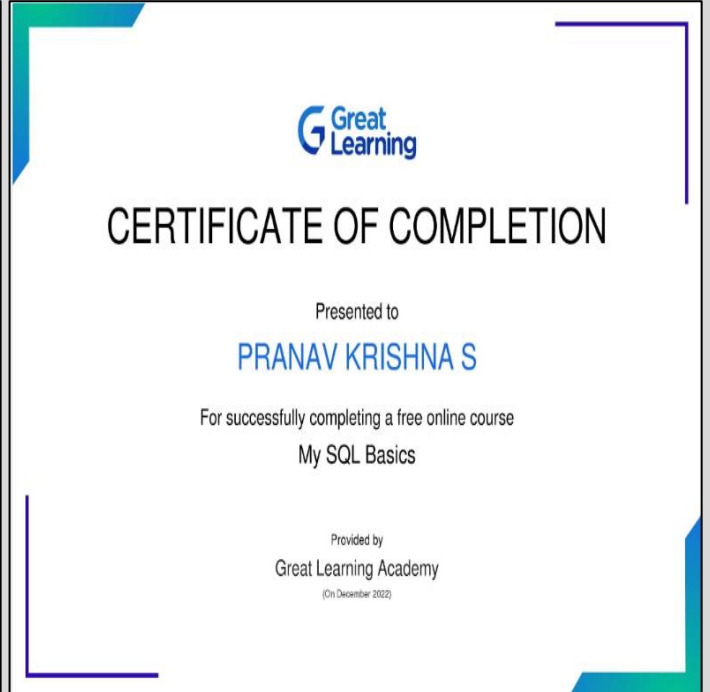 Great
Learning
CERTIFICATE OF COMPLETION
Presented to
PRANAV KRISHNA S
For successfully completing a free online course
My SQL Basics
Provided by
Great Learning Academy
(On December 2022)